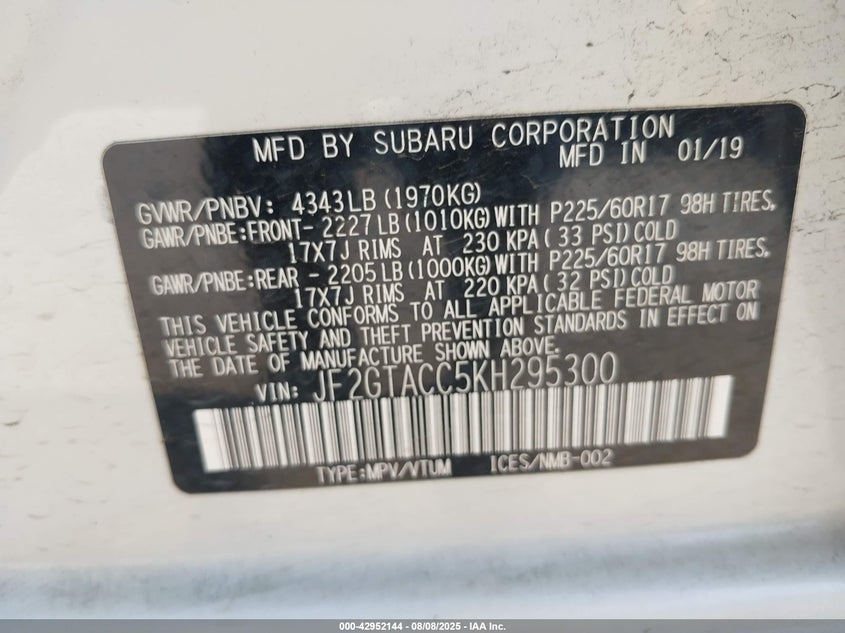 MFD BY SUBARU CORPORATION
MFD IN 01/19
GVWR/PNBV: 4343LB(1970KG)
GAWR/PNBE:FRONT- 2227LB(1010KG)WITH P225/60R17 98H TIRES,
17X7J RIMS AT 230 KPA( 33 PSI)COLD
GAWR/PNBE:REAR - 2205LB(1000KG)WITH P225/60R17 98H TIRES,
17X7J RIMS AT 220 KPA( 32 PSI)COLD
THIS VEHICLE CONFORMS TO ALL APPLICABLE FEDERAL MOTOR
VEHICLE SAFETY AND THEFT PREVENTION STANDARDS IN EFFECT ON
THE DATE OF MANUFACTURE SHOWN ABOVE.
VIN: JF2GTACC5KH295300
TYPE:MPV/VTUM ICES/NMB-002
000-42952144 - 08/08/2025 - IAA Inc.